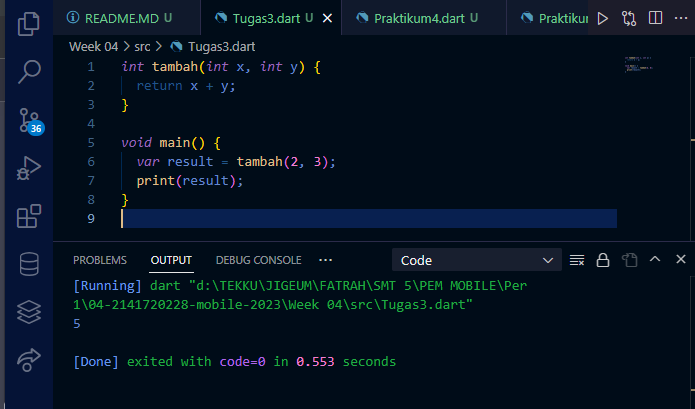 README.MD U
Tugas3.dart U
Praktikum4.dart U
Praktikum
Week 04 > src > Tugas3.dart
1 int tambah(int x, int y) {
2 return x + y;
3 }
4
5 void main() {
6 var result = tambah(2, 3);
7 print(result);
8 }
9
36
PROBLEMS OUTPUT DEBUG CONSOLE ··· Code
[Running] dart "d:\TEKKU\JIGEUM\FATRAH\SMT 5\PEM MOBILE\Per
1\04-2141720228-mobile-2023\Week 04\src\Tugas3.dart"
5
[Done] exited with code=0 in 0.553 seconds